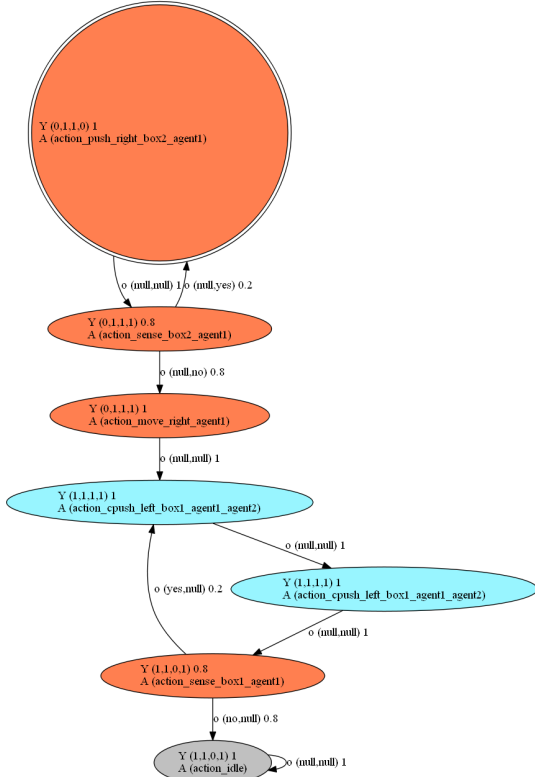 Y (0,1,1,0) 1
A (action_push_right_box2_agent1)
o (null,null) 1
o (null,yes) 0.2
Y (0,1,1,1) 0.8
A (action_sense_box2_agent1)
o (null,no) 0.8
Y (0,1,1,1) 1
A (action_move_right_agent1)
o (null,null) 1
Y (1,1,1,1) 1
A (action_cpush_left_box1_agent1_agent2)
o (null,null) 1
o (yes,null) 0.2
Y (1,1,1,1) 1
A (action_cpush_left_box1_agent1_agent2)
o (null,null) 1
Y (1,1,0,1) 0.8
A (action_sense_box1_agent1)
o (no,null) 0.8
Y (1,1,0,1) 1
A (action_idle)
o (null,null) 1